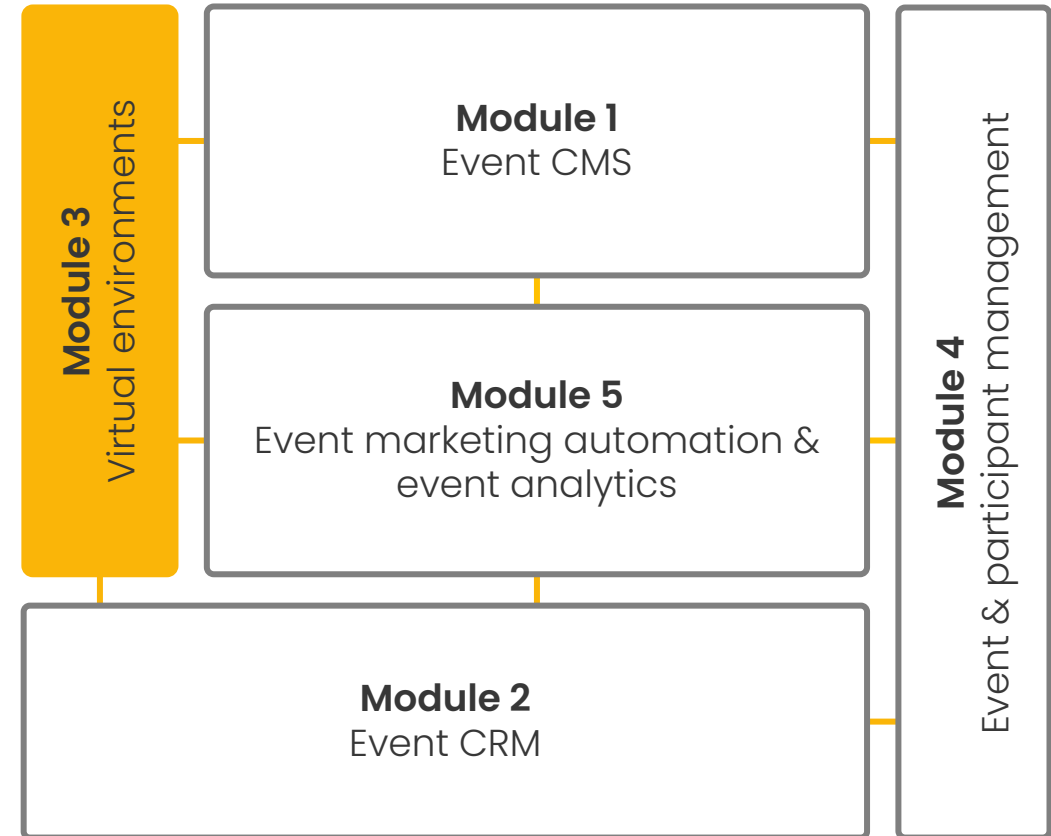 Module 3
Virtual environments
Module 1
Event CMS
Module 5
Event marketing automation &
event analytics
Module 2
Event CRM
Module 4
Event & participant management